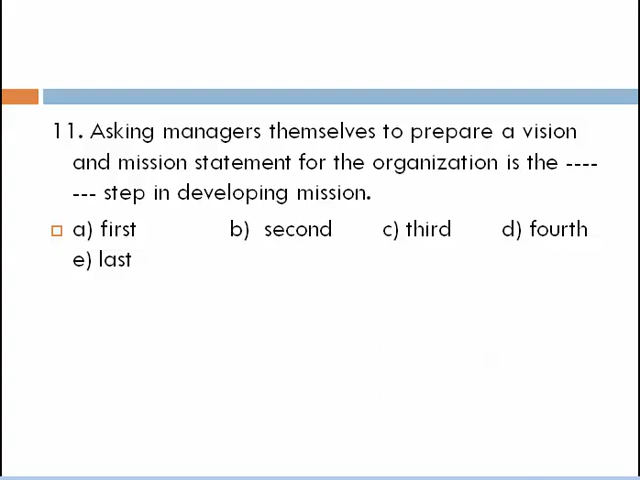 11. Asking managers themselves to prepare a vision
and mission statement for the organization is the ----
--- step in developing mission.
a) first b) second c) third d) fourth
e) last